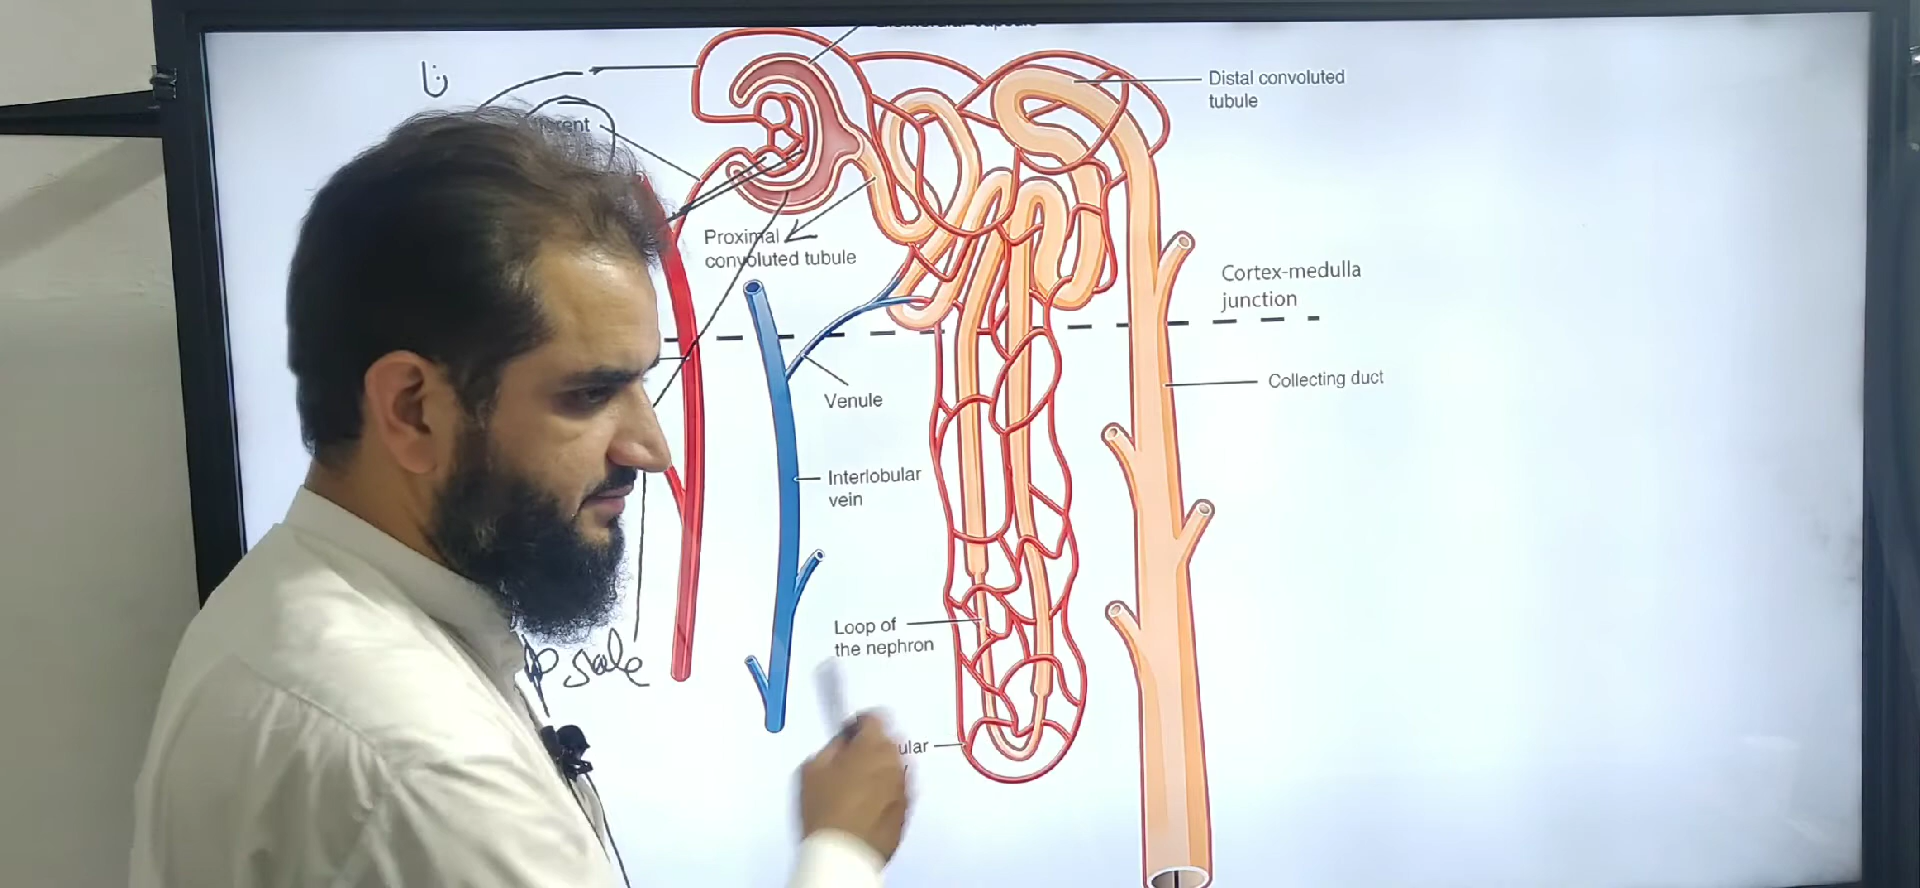 Distal convoluted
tubule
Proximal
convoluted tubule
Cortex-medulla
junction
Collecting duct
Venule
Interlobular
vein
Loop of
the nephron